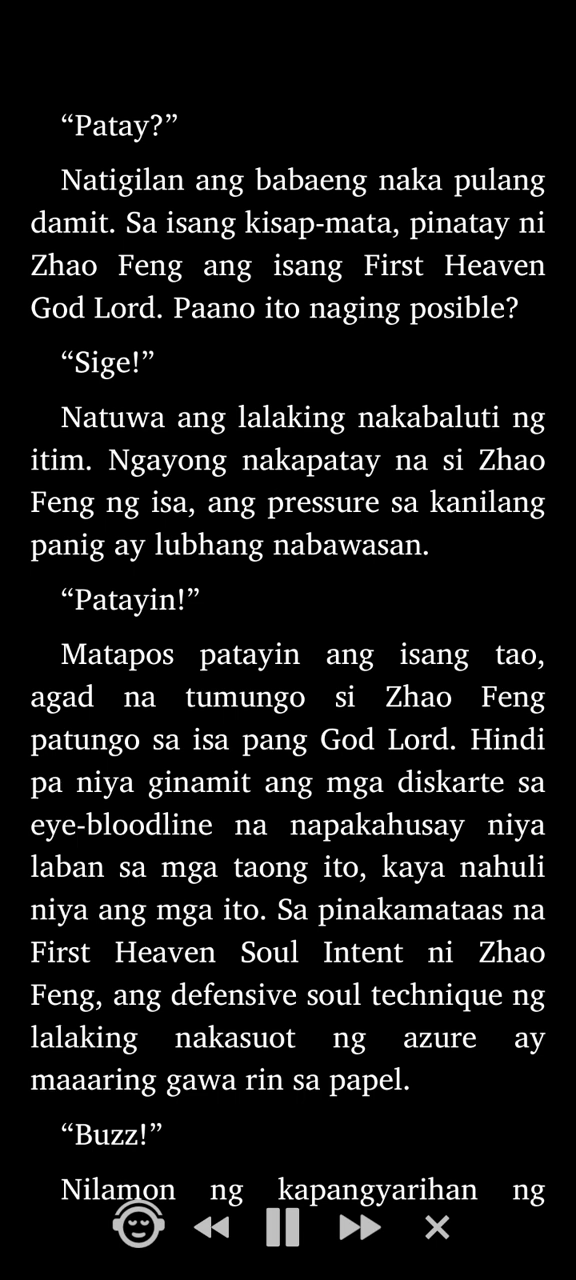 “Patay?”
Natigilan ang babaeng naka pulang
damit. Sa isang kisap-mata, pinatay ni
Zhao Feng ang isang First Heaven
God Lord. Paano ito naging posible?
“Sige!”
Natuwa ang lalaking nakabaluti ng
itim. Ngayong nakapatay na si Zhao
Feng ng isa, ang pressure sa kanilang
panig ay lubhang nabawasan.
“Patayin!”
Matapos patayin ang isang tao,
agad na tumungo si Zhao Feng
patungo sa isa pang God Lord. Hindi
pa niya ginamit ang mga diskarte sa
eye-bloodline na napakahusay niya
laban sa mga taong ito, kaya nahuli
niya ang mga ito. Sa pinakamataas na
First Heaven Soul Intent ni Zhao
Feng, ang defensive soul technique ng
lalaking nakasuot ng azure ay
maaaring gawa rin sa papel.
“Buzz!”
Nilamon ng kapangyarihan ng